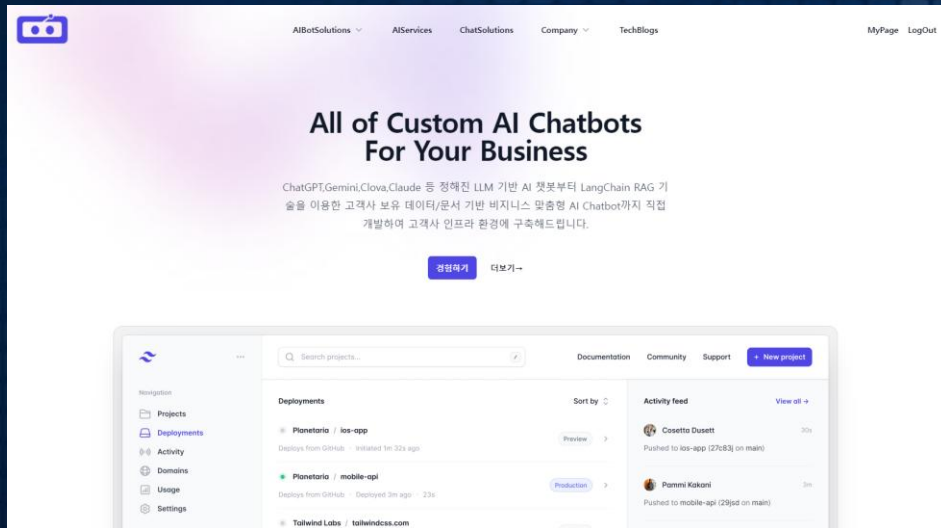 AIBotSolutions
AIServices
ChatSolutions
Company
TechBlogs
MyPage LogOut
All of Custom AI Chatbots
For Your Business
ChatGPT,Gemini,Clova,Claude 등 정해진 LLM 기반 AI 챗봇부터 LangChain RAG 기
술을 이용한 고객사 보유 데이터/문서 기반 비지니스 맞춤형 AI Chatbot까지 직접
개발하여 고객사 인프라 환경에 구축해드립니다.
경험하기 더보기→
Search projects...
/
Documentation Community Support + New project
Navigation
Projects
Deployments
Activity
Domains
Usage
Settings
Deployments Sort by
Planetaria / ios-app
Deploys from GitHub · Initiated 1m 32s ago
Preview
Planetaria / mobile-api
Deploys from GitHub · Deployed 3m ago · 23s
Production
Tailwind Labs / tailwindcss.com
Activity feed View all →
Cosetta Dusett 30s
Pushed to ios-app (27c83j on main)
Pammi Kakani 3m
Pushed to mobile-api (29jsd on main)